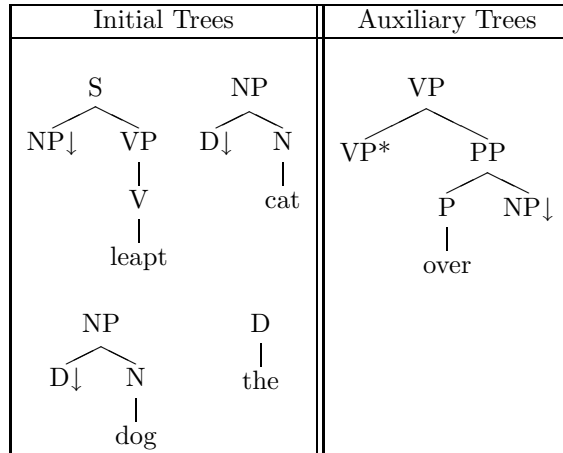 Initial Trees Auxiliary Trees
S NP VP
NP↓ VP D↓ N VP* PP
V cat P NP↓
leapt over
NP D
D↓ N the
dog